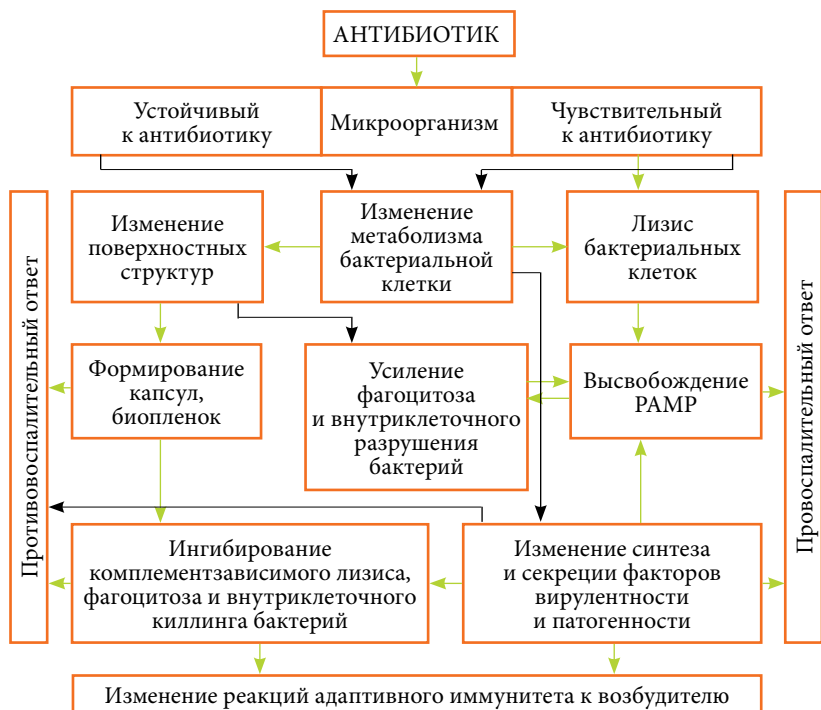 АНТИБИОТИК
Устойчивый
к антибиотику
Микроорганизм
Чувствительный
к антибиотику
Противовоспалительный ответ
Изменение
поверхностных
структур
Изменение
метаболизма
бактериальной
клетки
Лизис
бактериальных
клеток
Провоспалительный ответ
Формирование
капсул,
биопленок
Усиление
фагоцитоза
и внутриклеточного
разрушения
бактерий
Высвобождение
PAMP
Ингибирование
комплементзависимого лизиса,
фагоцитоза и внутриклеточного
киллинга бактерий
Изменение синтеза
и секреции факторов
вирулентности
и патогенности
Изменение реакций адаптивного иммунитета к возбудителю